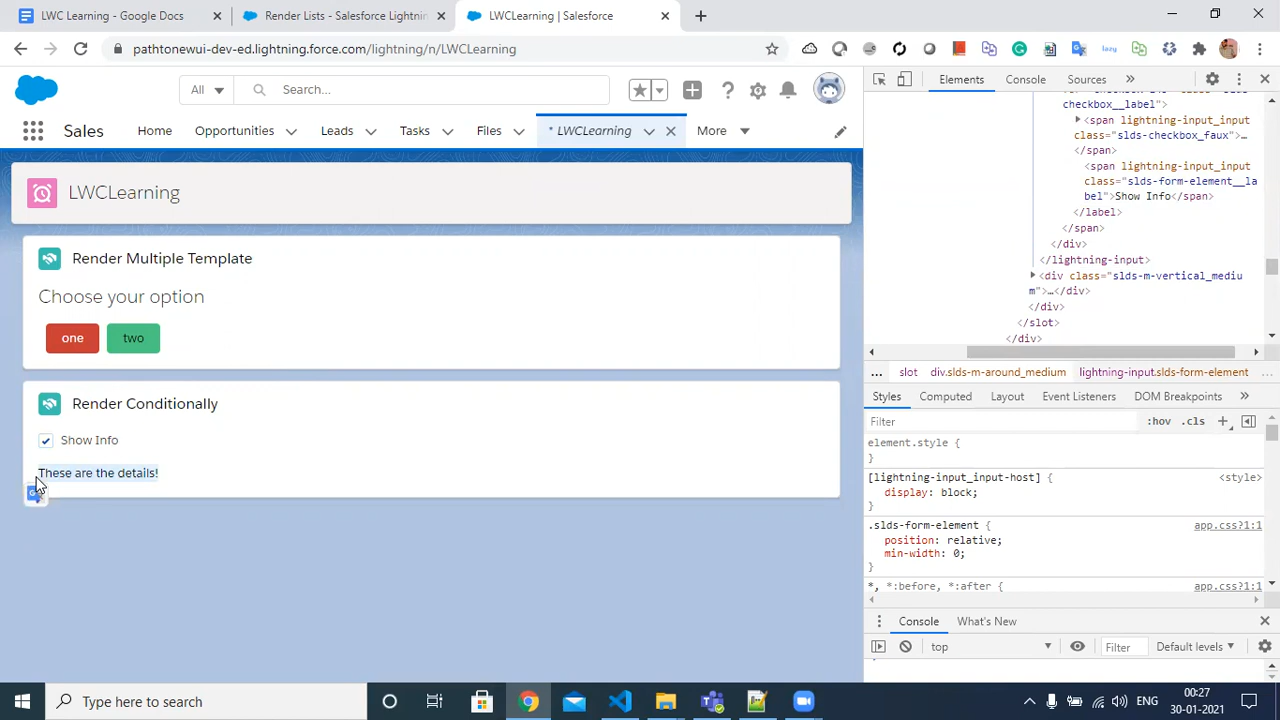 LWC Learning - Google Docs
Render Lists - Salesforce Lightnin
LWCLearning | Salesforce
pathtonewui-dev-ed.lightning.force.com/lightning/n/LWCLearning
lazy
All
Search...
Sales
Home
Opportunities
Leads
Tasks
Files
* LWCLearning
More
LWCLearning
Render Multiple Template
Choose your option
one
two
Render Conditionally
Show Info
These are the details!
Elements
Console
Sources
checkbox__label">
<span lightning-input_input
class="slds-checkbox_faux">…
</span>
<span lightning-input_input
class="slds-form-element__la
bel">Show Info</span>
</label>
</span>
</div>
</lightning-input>
<div class="slds-m-vertical_mediu
m">…</div>
</div>
</slot>
</div>
... slot div.slds-m-around_medium lightning-input.slds-form-element ...
Styles
Computed
Layout
Event Listeners
DOM Breakpoints
Filter
:hov
.cls
element.style {
}
[lightning-input_input-host] {
<style>
display: block;
}
.slds-form-element {
app.css?1:1
position: relative;
min-width: 0;
}
*, *:before, *:after {
app.css?1:1
Console
What's New
top
Filter
Default levels
Type here to search
ENG
00:27
30-01-2021